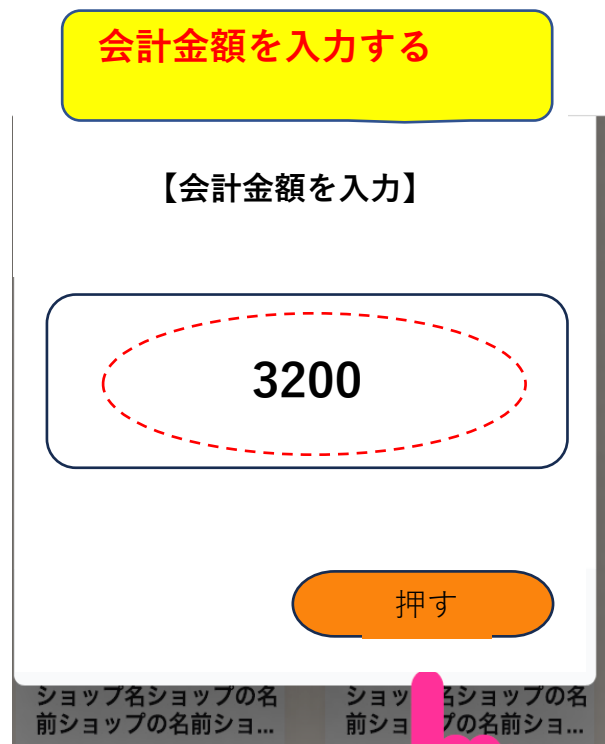 会計金額を入力する
【会計金額を入力】
3200
押す
ショップ名ショップの名
前ショップの名前ショ...
ショッ 名ショップの名
前ショ プの名前ショ...